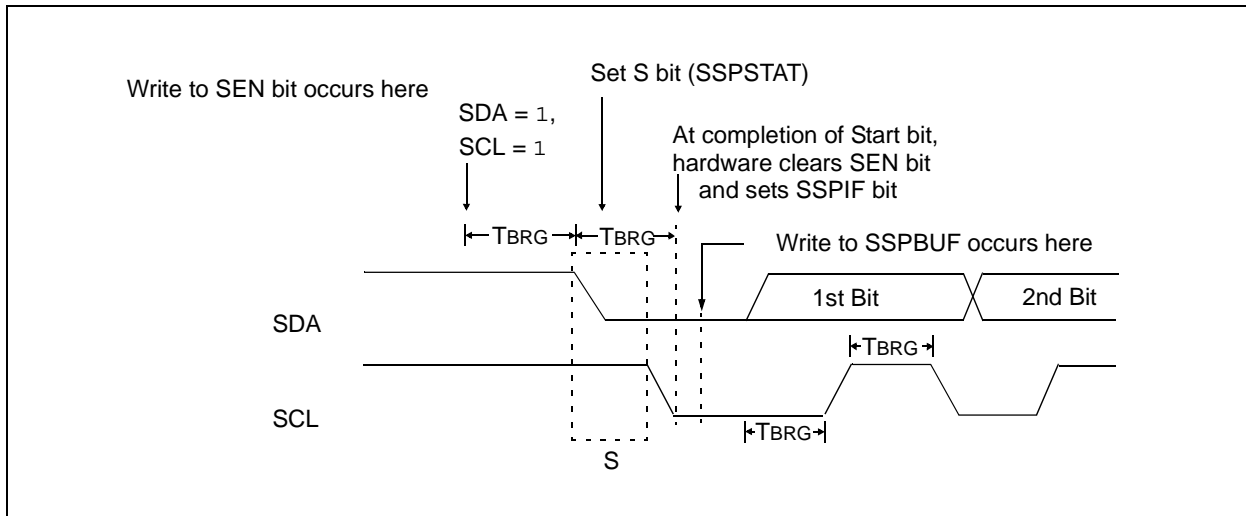 Write to SEN bit occurs here
Set S bit (SSPSTAT)
SDA = 1,
SCL = 1
At completion of Start bit,
hardware clears SEN bit
and sets SSPIF bit
TBRG
TBRG
Write to SSPBUF occurs here
SDA
1st Bit
2nd Bit
TBRG
SCL
TBRG
S